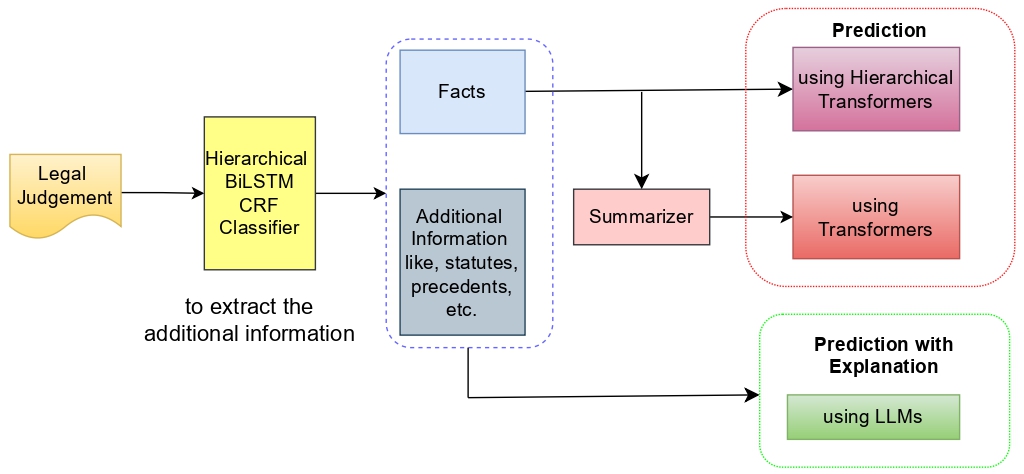 Legal
Judgement
Hierarchical
BiLSTM
CRF
Classifier
to extract the
additional information
Facts
Additional
Information
like, statutes,
precedents,
etc.
Summarizer
Prediction
using Hierarchical
Transformers
using
Transformers
Prediction with
Explanation
using LLMs